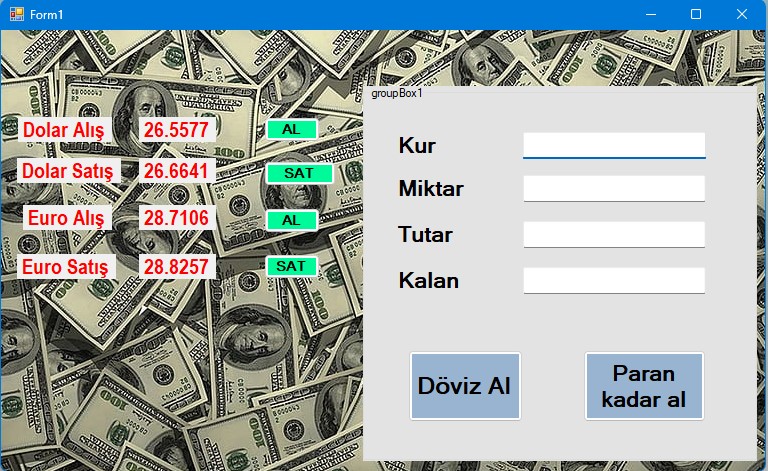 Form1
groupBox1
Dolar Alış 26.5577 AL
Dolar Satış 26.6641 SAT
Euro Alış 28.7106 AL
Euro Satış 28.8257 SAT
Kur
Miktar
Tutar
Kalan
Döviz Al
Paran
kadar al